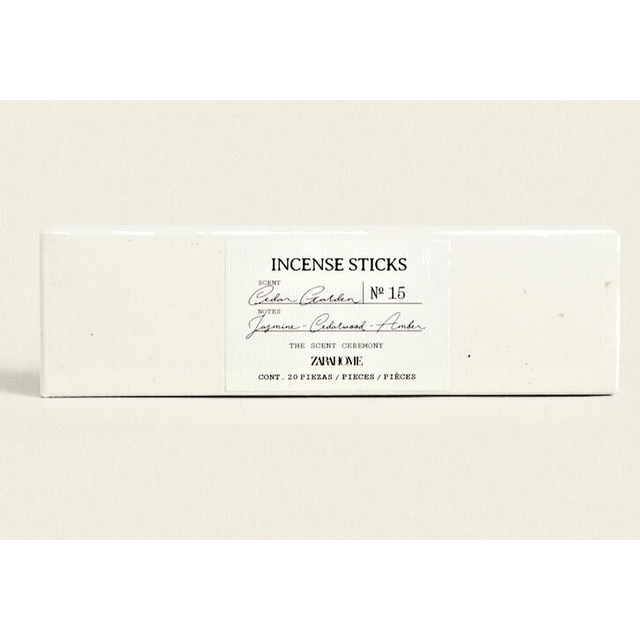 INCENSE STICKS
SCENT
Cedar Garden | Nº 15
NOTES
Jasmine - Cedarwood - Amber
THE SCENT CEREMONY
ZARAHOME
CONT. 20 PIEZAS / PIECES / PIÈCES